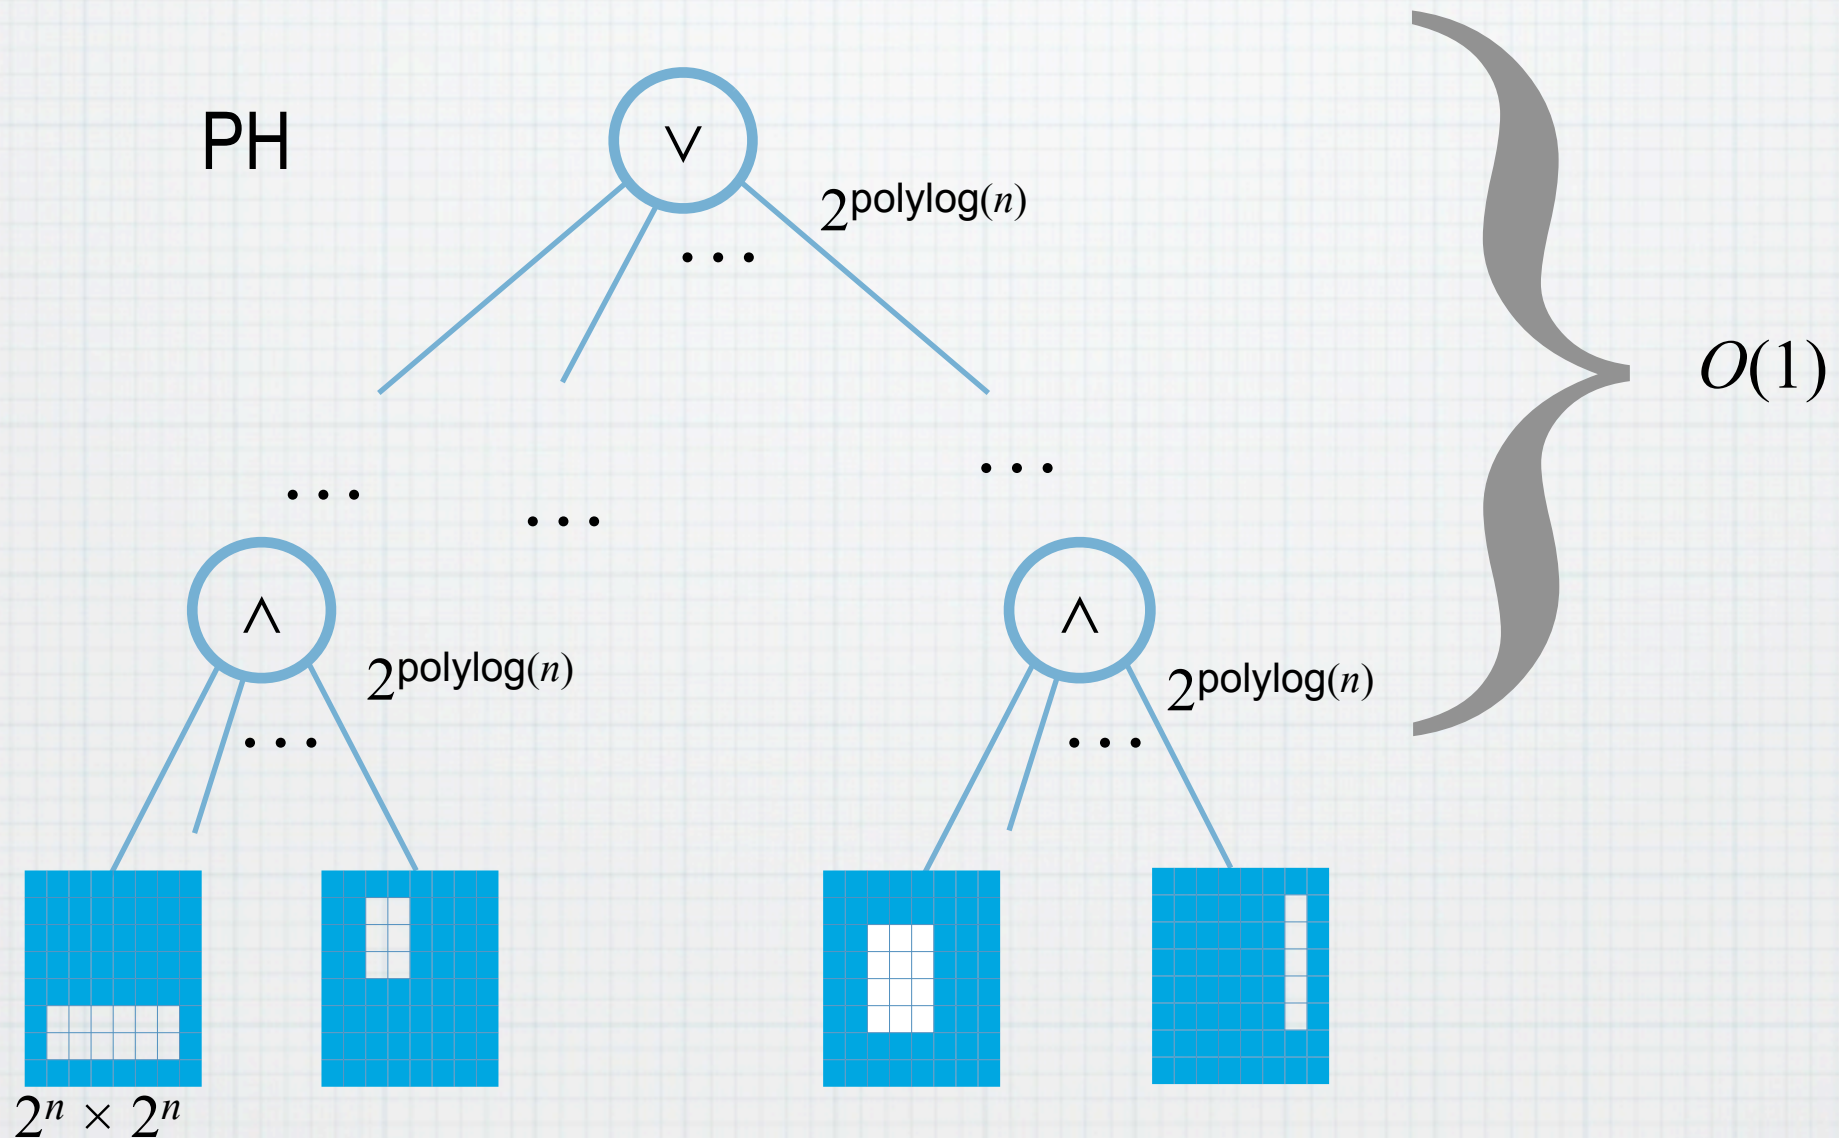 PH
∨
2^polylog(n)
...
O(1)
...
...
...
∧
∧
2^polylog(n)
2^polylog(n)
...
...
2^n × 2^n